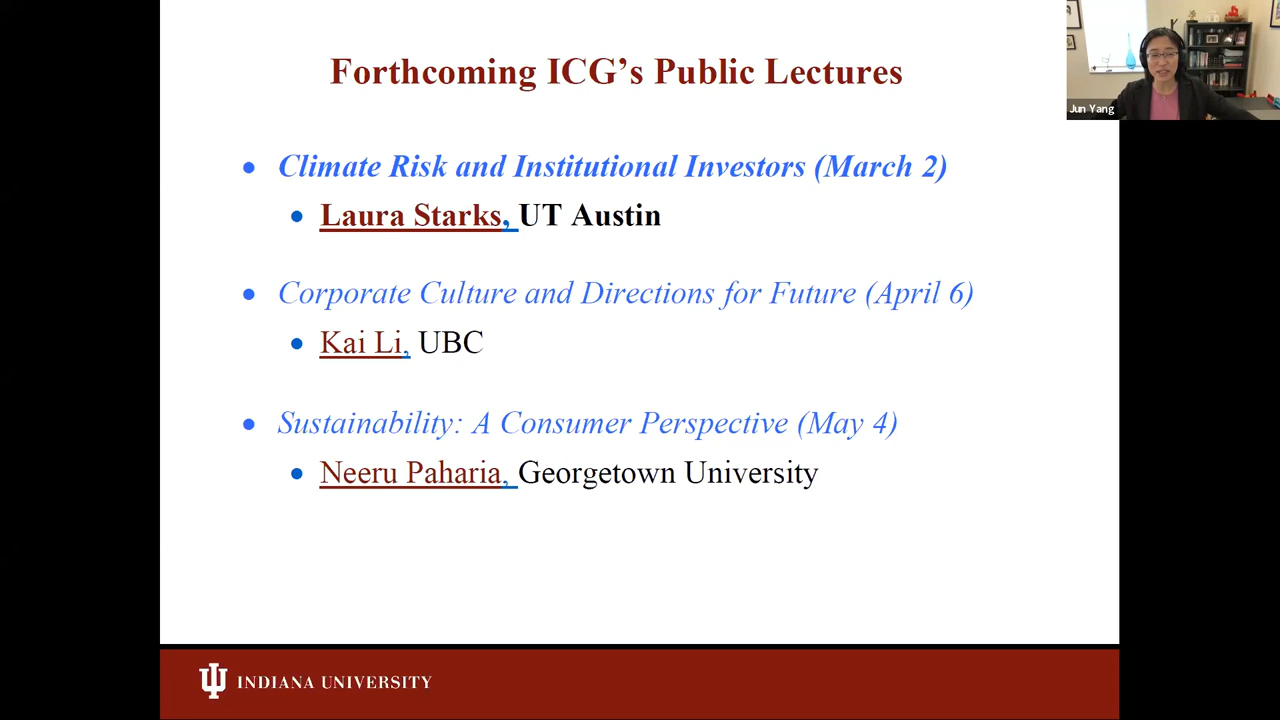 Forthcoming ICG’s Public Lectures
Jun Yang
• Climate Risk and Institutional Investors (March 2)
• Laura Starks, UT Austin
• Corporate Culture and Directions for Future (April 6)
• Kai Li, UBC
• Sustainability: A Consumer Perspective (May 4)
• Neeru Paharia, Georgetown University
INDIANA UNIVERSITY